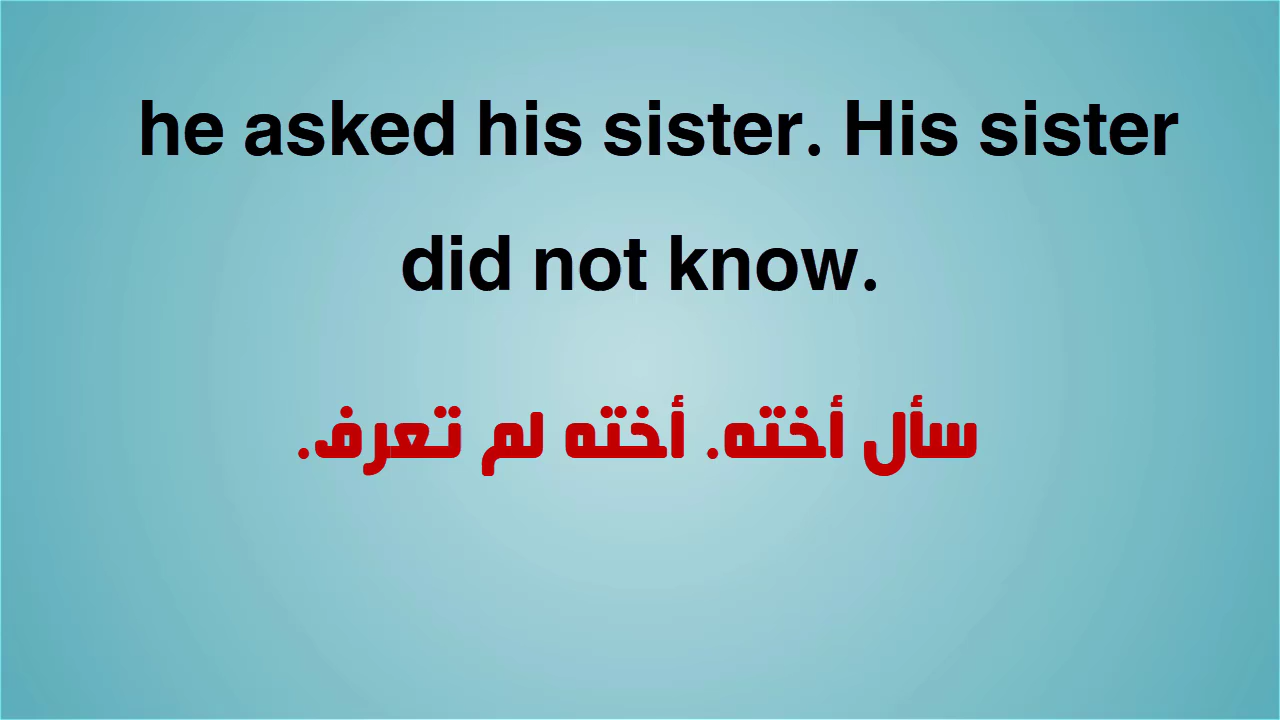 he asked his sister. His sister
did not know.
سأل أخته. أخته لم تعرف.